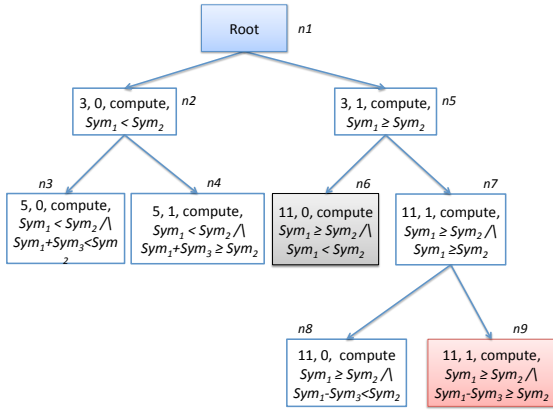 Root
n1
3, 0, compute,
Sym1 < Sym2
n2
3, 1, compute,
Sym1 ≥ Sym2
n5
n3
5, 0, compute,
Sym1 < Sym2 /\
Sym1+Sym3<Sym
2
n4
5, 1, compute,
Sym1 < Sym2 /\
Sym1+Sym3 ≥ Sym2
n6
11, 0, compute
Sym1 ≥ Sym2 /\
Sym1 < Sym2
n7
11, 1, compute,
Sym1 ≥ Sym2 /\
Sym1 ≥Sym2
n8
11, 0, compute
Sym1 ≥ Sym2 /\
Sym1-Sym3<Sym2
n9
11, 1, compute,
Sym1 ≥ Sym2 /\
Sym1-Sym3 ≥ Sym2